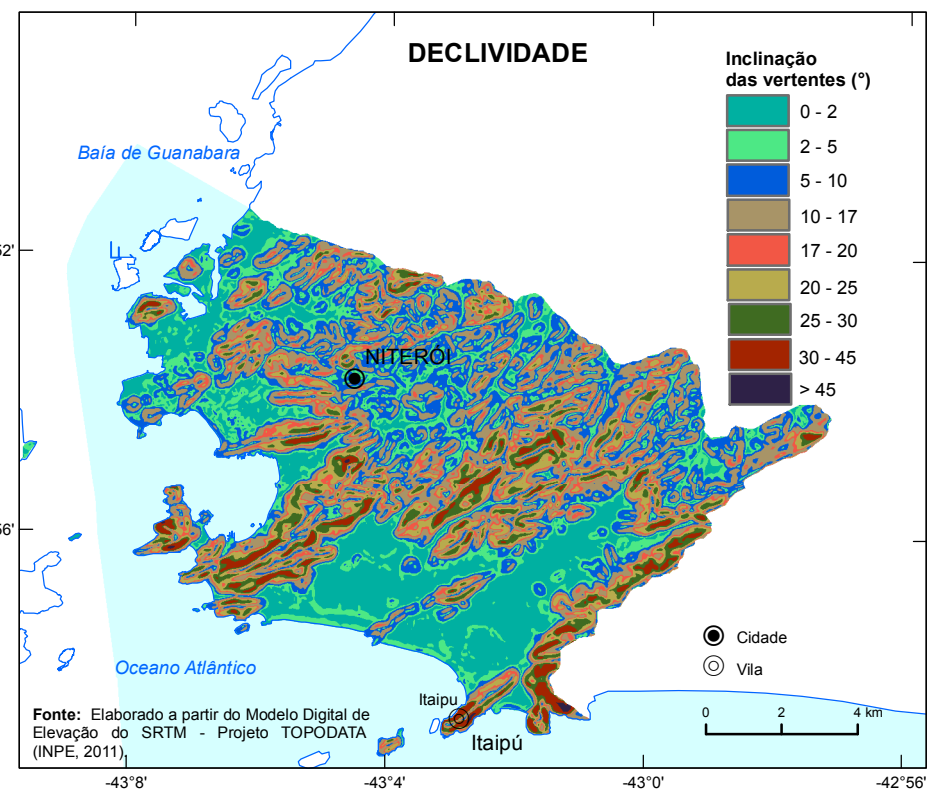 DECLIVIDADE
Inclinação
das vertentes (°)
0 - 2
2 - 5
5 - 10
10 - 17
17 - 20
20 - 25
25 - 30
30 - 45
> 45
Baía de Guanabara
52'
NITERÓI
56'
Cidade
Vila
Oceano Atlântico
Itaipu
Itaipú
0 2 4 km
Fonte: Elaborado a partir do Modelo Digital de
Elevação do SRTM - Projeto TOPODATA
(INPE, 2011).
-43°8' -43°4' -43°0' -42°56'